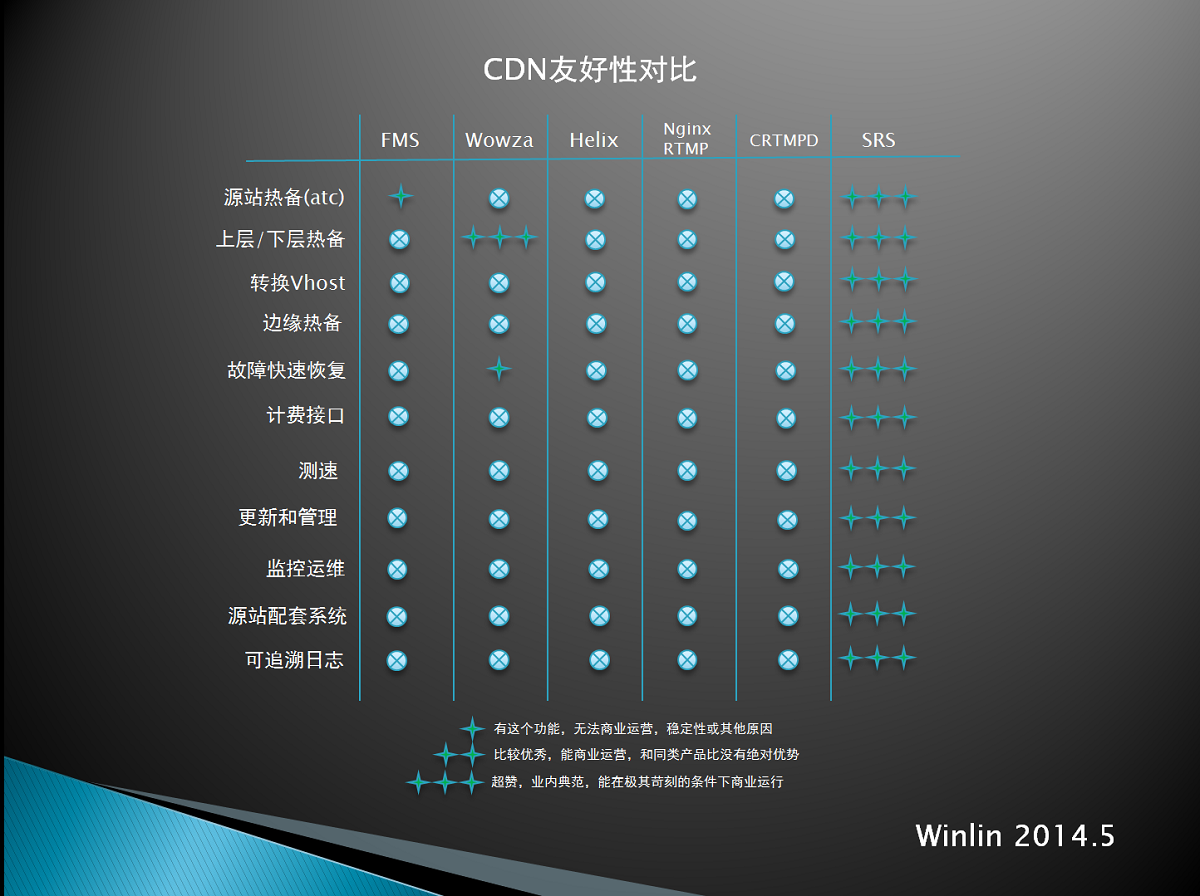 CDN友好性对比
FMS
Wowza
Helix
Nginx
RTMP
CRTMPD
SRS
源站热备(atc)
上层/下层热备
转换Vhost
边缘热备
故障快速恢复
计费接口
测速
更新和管理
监控运维
源站配套系统
可追溯日志
有这个功能，无法商业运营，稳定性或其他原因
比较优秀，能商业运营，和同类产品比没有绝对优势
超赞，业内典范，能在极其苛刻的条件下商业运行
Winlin 2014.5